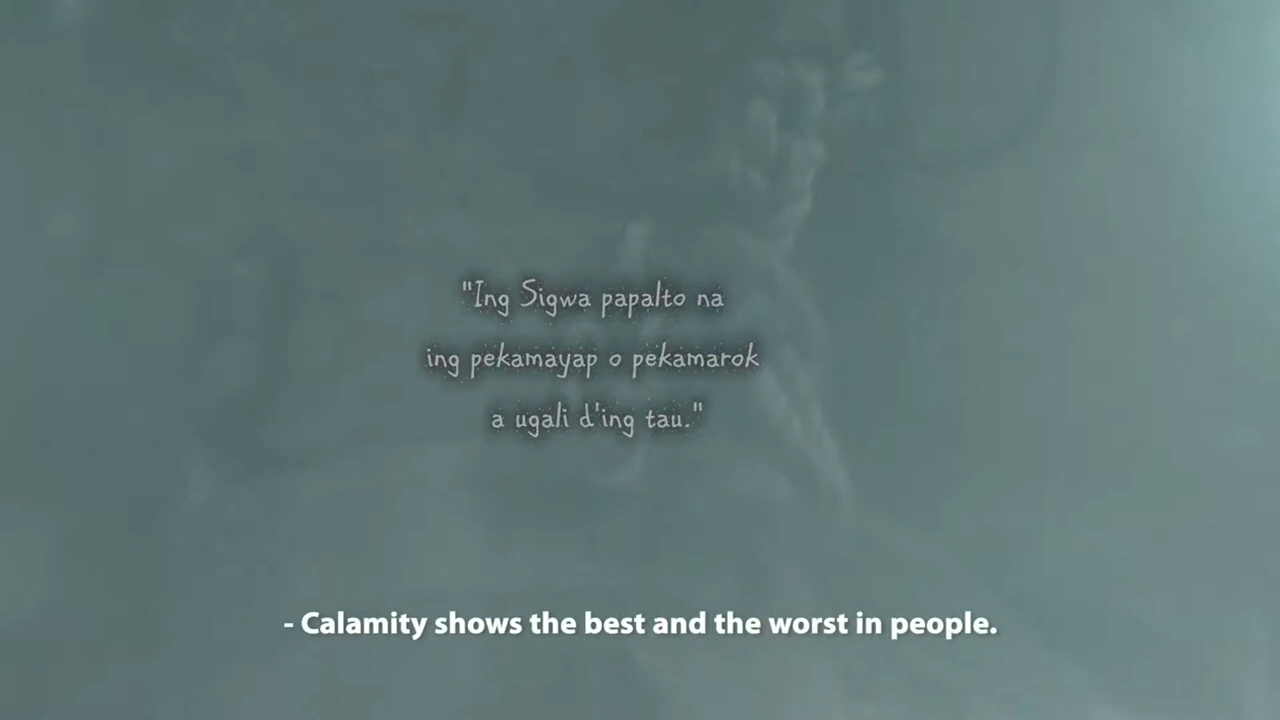 "Ing Sigwa papalto na
ing pekamayap o pekamarok
a ugali d'ing tau."
- Calamity shows the best and the worst in people.